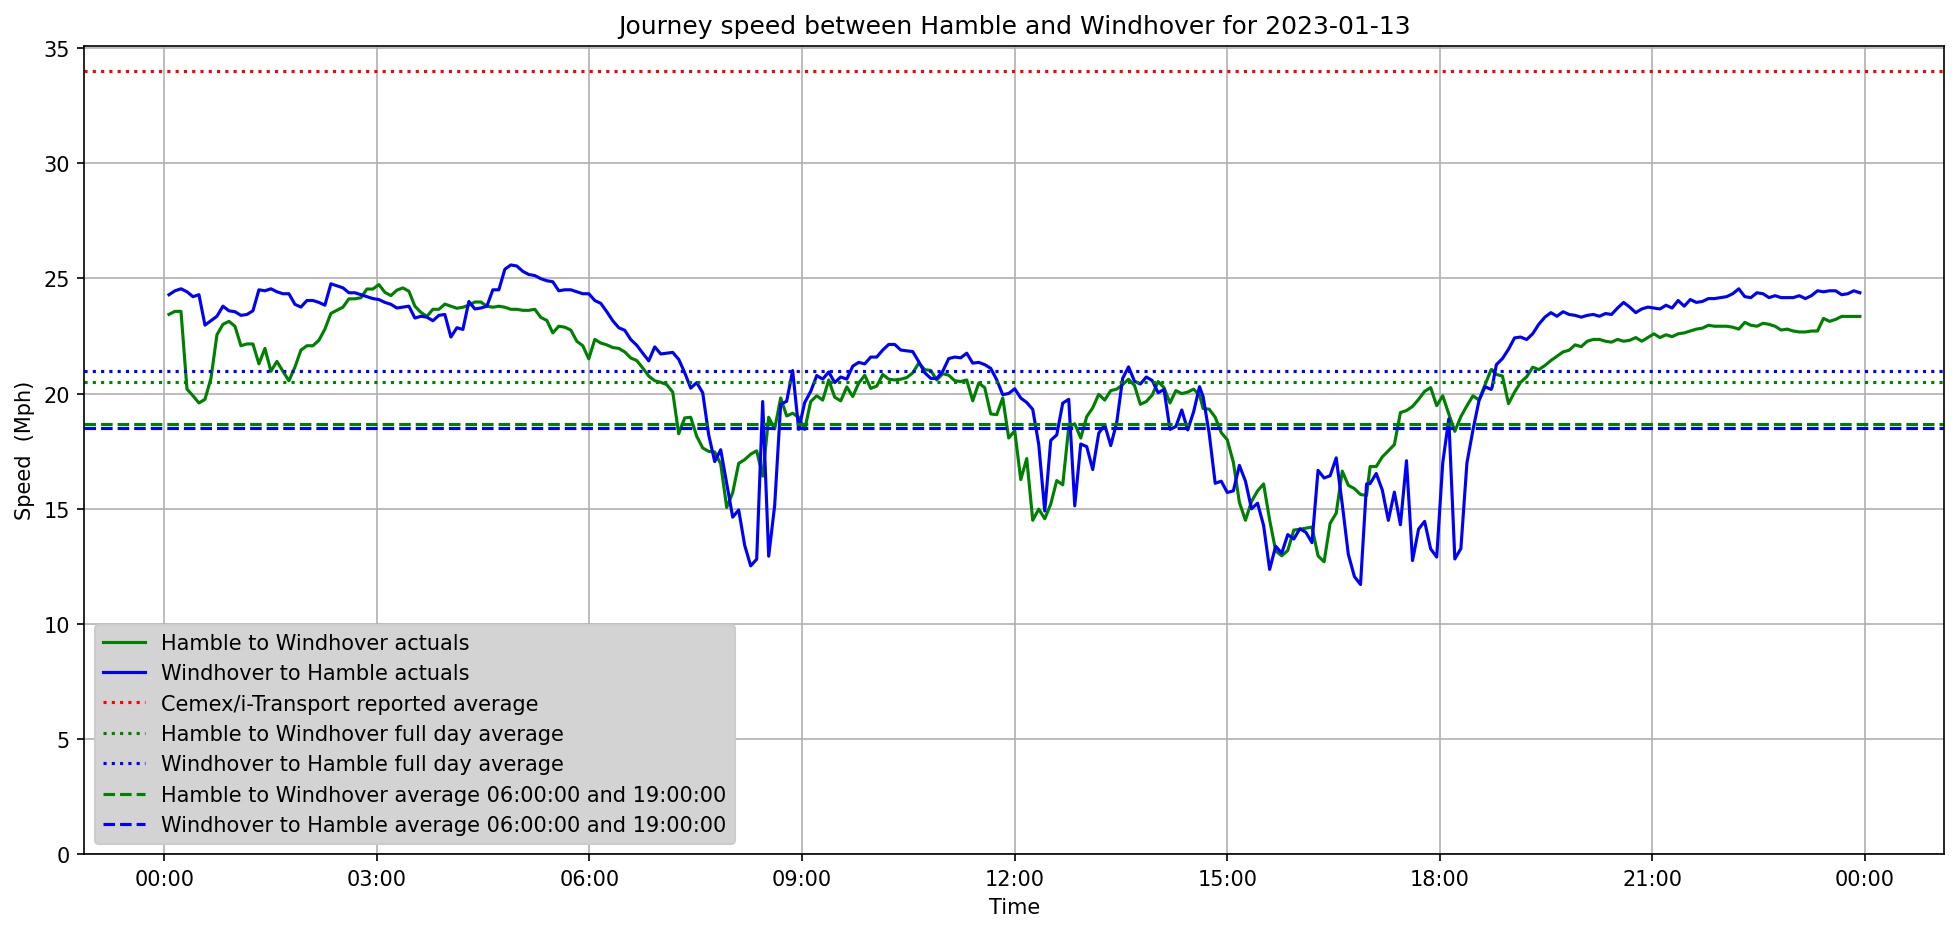 Journey speed between Hamble and Windhover for 2023-01-13
35
30
25
20
15
10
5
0
Speed (Mph)
Hamble to Windhover actuals
Windhover to Hamble actuals
Cemex/i-Transport reported average
Hamble to Windhover full day average
Windhover to Hamble full day average
Hamble to Windhover average 06:00:00 and 19:00:00
Windhover to Hamble average 06:00:00 and 19:00:00
00:00 03:00 06:00 09:00 12:00 15:00 18:00 21:00 00:00
Time